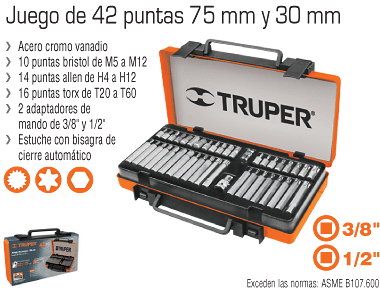 Juego de 42 puntas 75 mm y 30 mm
Acero cromo vanadio
10 puntas bristol de M5 a M12
14 puntas allen de H4 a H12
16 puntas torx de T20 a T60
2 adaptadores de
mando de 3/8" y 1/2"
Estuche con bisagra de
cierre automático
TRUPER
TRUPER
3/8"
1/2"
Exceden las normas: ASME B107.600